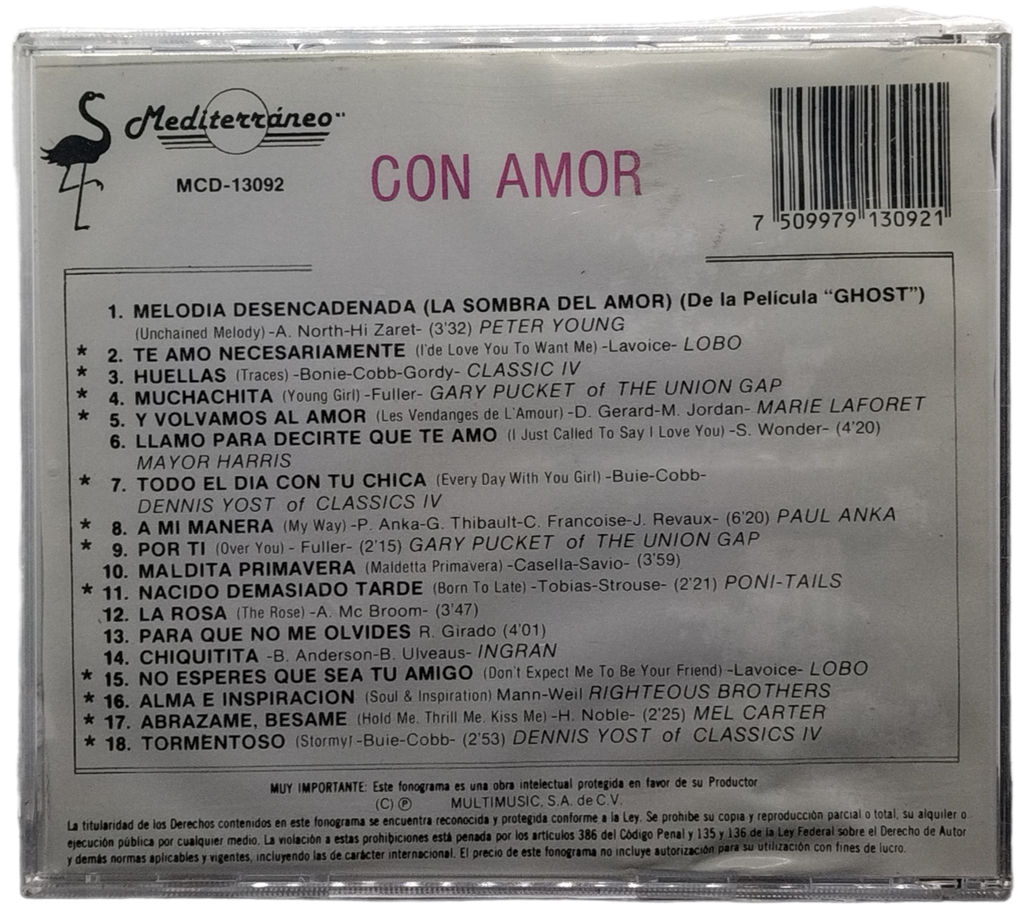 Mediterráneo
MCD-13092
CON AMOR
7 509979 130921
1. MELODIA DESENCADENADA (LA SOMBRA DEL AMOR) (De la Película "GHOST")
(Unchained Melody) -A. North-Hi Zaret- (3'32) PETER YOUNG
* 2. TE AMO NECESARIAMENTE (I'de Love You To Want Me) -Lavoice- LOBO
* 3. HUELLAS (Traces) -Bonie-Cobb-Gordy- CLASSIC IV
* 4. MUCHACHITA (Young Girl) -Fuller- GARY PUCKET of THE UNION GAP
* 5. Y VOLVAMOS AL AMOR (Les Vendanges de L'Amour) -D. Gerard-M. Jordan- MARIE LAFORET
6. LLAMO PARA DECIRTE QUE TE AMO (I Just Called To Say I Love You) -S. Wonder- (4'20)
MAYOR HARRIS
* 7. TODO EL DIA CON TU CHICA (Every Day With You Girl) -Buie-Cobb-
DENNIS YOST of CLASSICS IV
* 8. A MI MANERA (My Way) -P. Anka-G. Thibault-C. Francoise-J. Revaux- (6'20) PAUL ANKA
* 9. POR TI (Over You) - Fuller- (2'15) GARY PUCKET of THE UNION GAP
10. MALDITA PRIMAVERA (Maldetta Primavera) -Casella-Savio- (3'59)
* 11. NACIDO DEMASIADO TARDE (Born To Late) -Tobias-Strouse- (2'21) PONI-TAILS
12. LA ROSA (The Rose) -A. Mc Broom- (3'47)
13. PARA QUE NO ME OLVIDES R. Girado (4'01)
14. CHIQUITITA -B. Anderson-B. Ulveaus- INGRAN
* 15. NO ESPERES QUE SEA TU AMIGO (Don't Expect Me To Be Your Friend) -Lavoice- LOBO
* 16. ALMA E INSPIRACION (Soul & Inspiration) Mann-Weil RIGHTEOUS BROTHERS
* 17. ABRAZAME, BESAME (Hold Me. Thrill Me. Kiss Me) -H. Noble- (2'25) MEL CARTER
* 18. TORMENTOSO (Stormy) -Buie-Cobb- (2'53) DENNIS YOST of CLASSICS IV
MUY IMPORTANTE: Este fonograma es una obra intelectual protegida en favor de su Productor
(C) Ⓟ MULTIMUSIC, S.A. de C.V.
La titularidad de los Derechos contenidos en este fonograma se encuentra reconocida y protegida conforme a la Ley. Se prohibe su copia y reproducción parcial o total, su alquiler o
ejecución pública por cualquier medio. La violación a estas prohibiciones está penada por los artículos 386 del Código Penal y 135 y 136 de la Ley Federal sobre el Derecho de Autor
y demás normas aplicables y vigentes, incluyendo las de carácter internacional. El precio de este fonograma no incluye autorización para su utilización con fines de lucro.